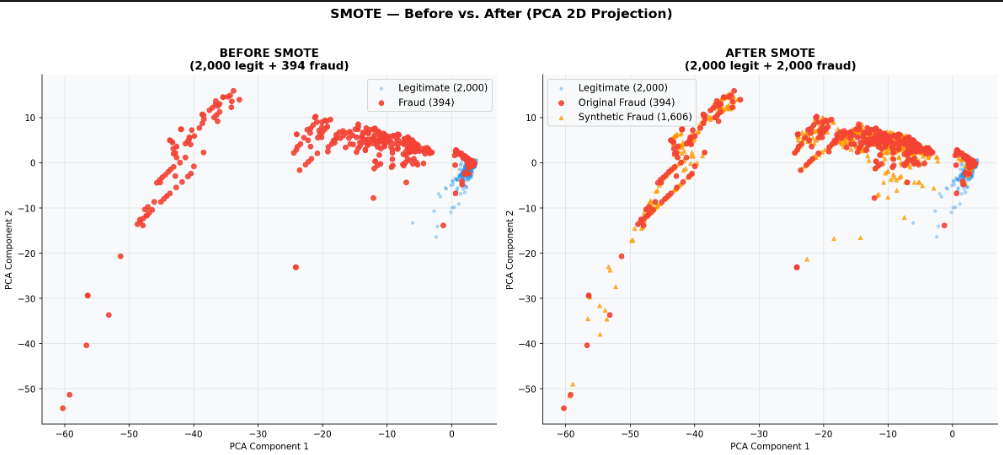 SMOTE — Before vs. After (PCA 2D Projection)
BEFORE SMOTE
(2,000 legit + 394 fraud)
Legitimate (2,000)
Fraud (394)
10
0
−10
−20
−30
−40
−50
PCA Component 2
−60
−50
−40
−30
−20
−10
0
PCA Component 1
AFTER SMOTE
(2,000 legit + 2,000 fraud)
Legitimate (2,000)
Original Fraud (394)
Synthetic Fraud (1,606)
10
0
−10
−20
−30
−40
−50
PCA Component 2
−60
−50
−40
−30
−20
−10
0
PCA Component 1